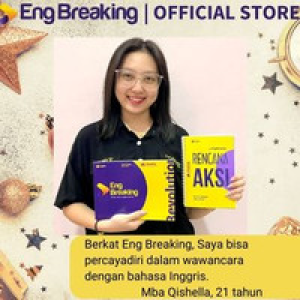 Eng Breaking | OFFICIAL STORE
Eng
Breaking
Revolution
RENCANA
AKSI
Berkat Eng Breaking, Saya bisa
percayadiri dalam wawancara
dengan bahasa Inggris.
Mba Qishella, 21 tahun